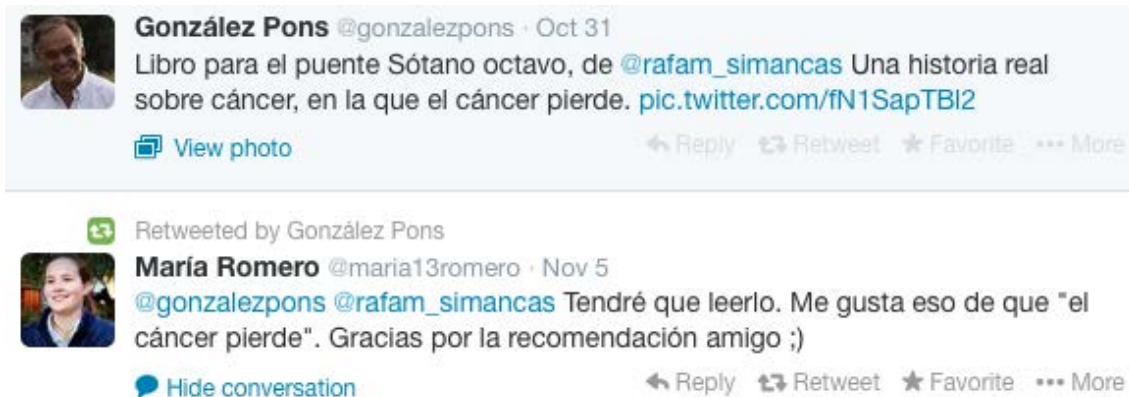 González Pons @gonzalezpons · Oct 31
Libro para el puente Sótano octavo, de @rafam_simancas Una historia real
sobre cáncer, en la que el cáncer pierde. pic.twitter.com/fN1SapTBl2
View photo Reply Retweet Favorite More
Retweeted by González Pons
María Romero @maria13romero · Nov 5
@gonzalezpons @rafam_simancas Tendré que leerlo. Me gusta eso de que "el
cáncer pierde". Gracias por la recomendación amigo ;)
Hide conversation Reply Retweet Favorite More